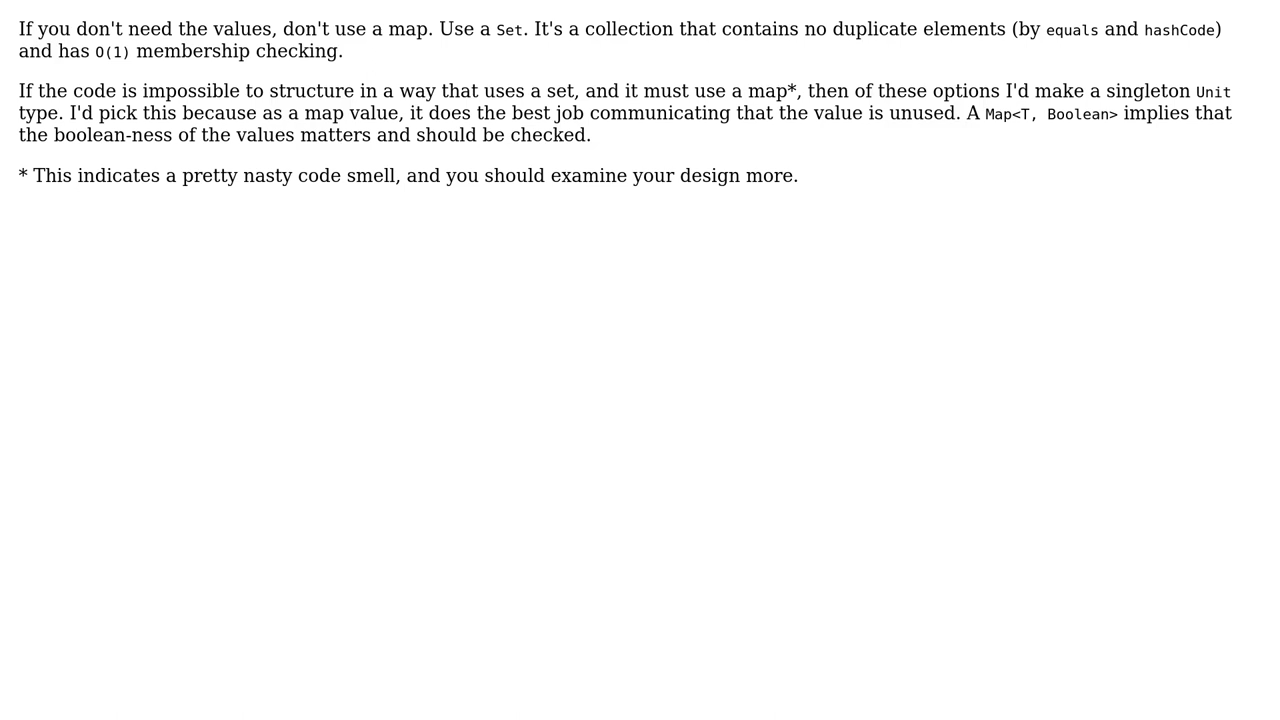 If you don't need the values, don't use a map. Use a Set. It's a collection that contains no duplicate elements (by equals and hashCode)
and has O(1) membership checking.
If the code is impossible to structure in a way that uses a set, and it must use a map*, then of these options I'd make a singleton Unit
type. I'd pick this because as a map value, it does the best job communicating that the value is unused. A Map<T, Boolean> implies that
the boolean-ness of the values matters and should be checked.
* This indicates a pretty nasty code smell, and you should examine your design more.